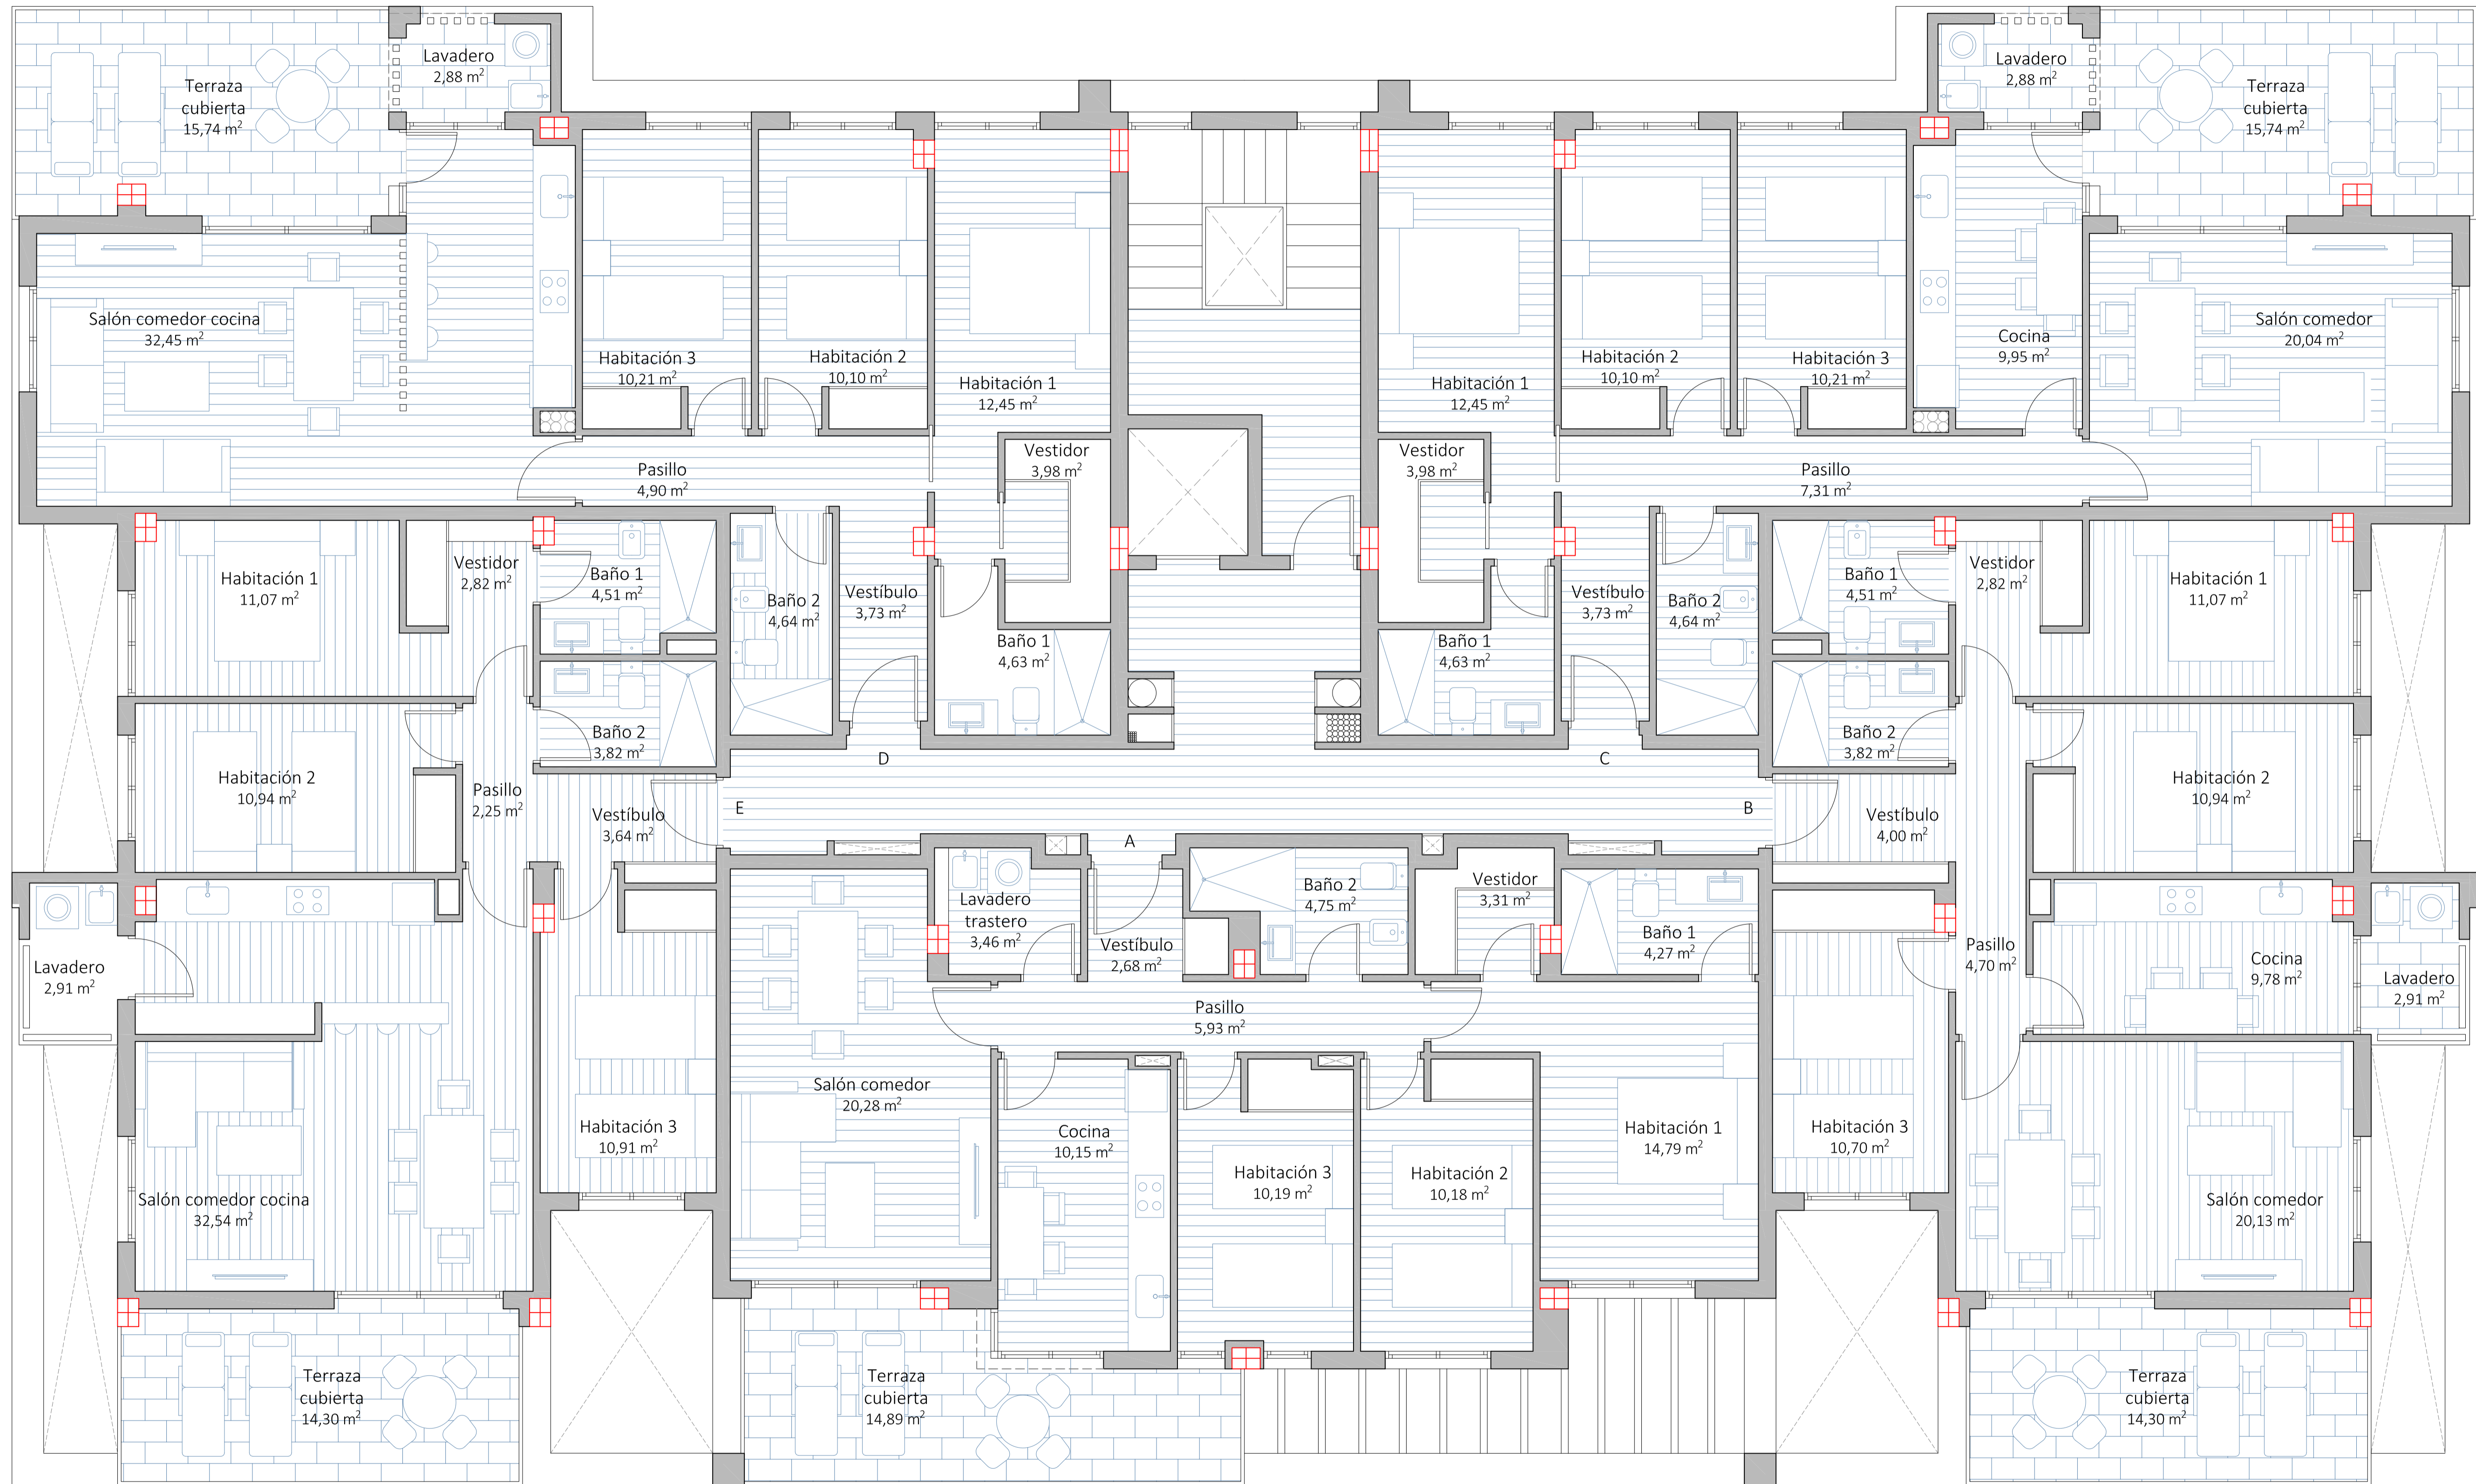 Lavadero
2,88 m²
Terraza
cubierta
15,74 m²
Lavadero
2,88 m²
Terraza
cubierta
15,74 m²
Salón comedor cocina
32,45 m²
Habitación 3
10,21 m²
Habitación 2
10,10 m²
Habitación 1
12,45 m²
Habitación 1
12,45 m²
Habitación 2
10,10 m²
Habitación 3
10,21 m²
Cocina
9,95 m²
Salón comedor
20,04 m²
Pasillo
4,90 m²
Vestidor
3,98 m²
Vestidor
3,98 m²
Pasillo
7,31 m²
Habitación 1
11,07 m²
Vestidor
2,82 m²
Baño 1
4,51 m²
Baño 2
4,64 m²
Vestíbulo
3,73 m²
Baño 1
4,63 m²
Baño 1
4,63 m²
Vestíbulo
3,73 m²
Baño 2
4,64 m²
Baño 1
4,51 m²
Vestidor
2,82 m²
Habitación 1
11,07 m²
Baño 2
3,82 m²
D
C
Baño 2
3,82 m²
Habitación 2
10,94 m²
Pasillo
2,25 m²
Vestíbulo
3,64 m²
E
A
B
Vestíbulo
4,00 m²
Habitación 2
10,94 m²
Lavadero
2,91 m²
Lavadero
trastero
3,46 m²
Vestíbulo
2,68 m²
Baño 2
4,75 m²
Vestidor
3,31 m²
Baño 1
4,27 m²
Pasillo
4,70 m²
Cocina
9,78 m²
Lavadero
2,91 m²
Pasillo
5,93 m²
Salón comedor
20,28 m²
Habitación 3
10,91 m²
Cocina
10,15 m²
Habitación 3
10,19 m²
Habitación 2
10,18 m²
Habitación 1
14,79 m²
Habitación 3
10,70 m²
Salón comedor cocina
32,54 m²
Salón comedor
20,13 m²
Terraza
cubierta
14,30 m²
Terraza
cubierta
14,89 m²
Terraza
cubierta
14,30 m²